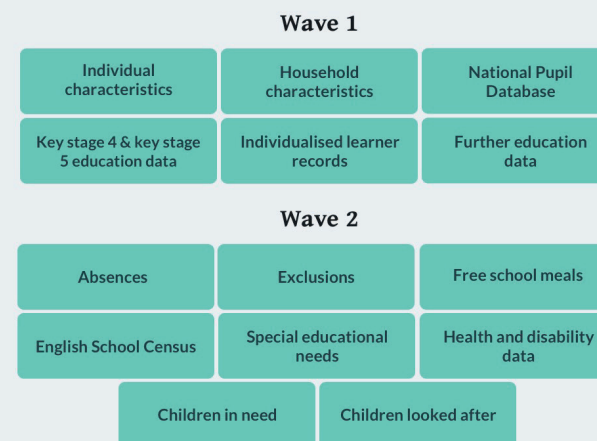 Wave 1
Individual
characteristics
Household
characteristics
National Pupil
Database
Key stage 4 & key stage
5 education data
Individualised learner
records
Further education
data
Wave 2
Absences
Exclusions
Free school meals
English School Census
Special educational
needs
Health and disability
data
Children in need
Children looked after